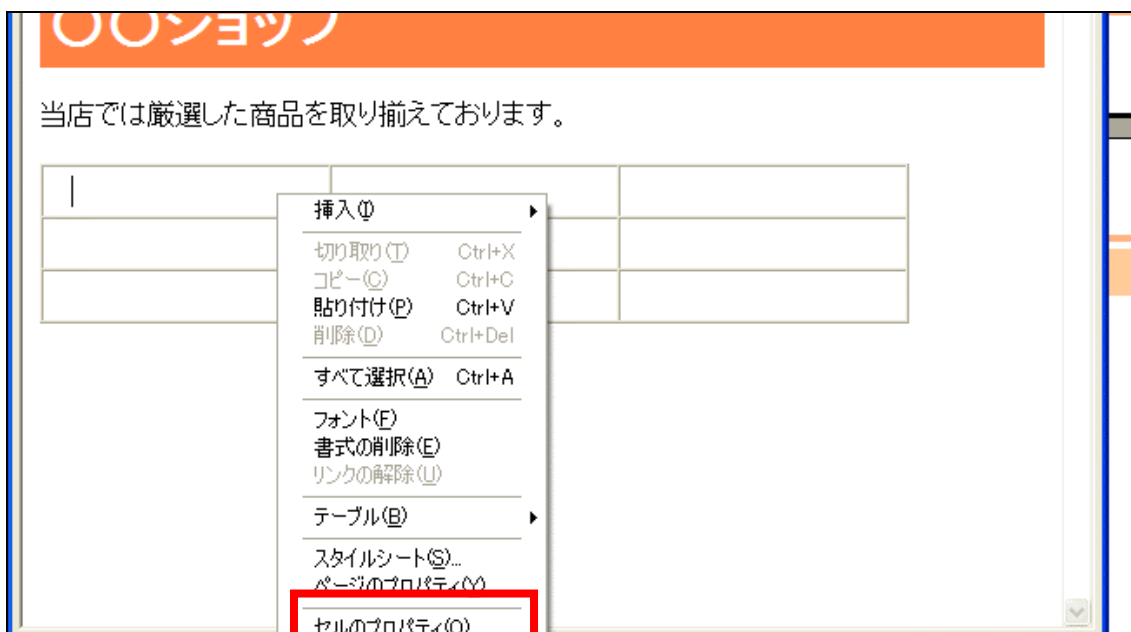 〇〇ショップ
当店では厳選した商品を取り揃えております。
挿入(I)
切り取り(T) Ctrl+X
コピー(C) Ctrl+C
貼り付け(P) Ctrl+V
削除(D) Ctrl+Del
すべて選択(A) Ctrl+A
フォント(F)
書式の削除(E)
リンクの解除(U)
テーブル(B)
スタイルシート(S)...
ページのプロパティ(Y)
セルのプロパティ(O)